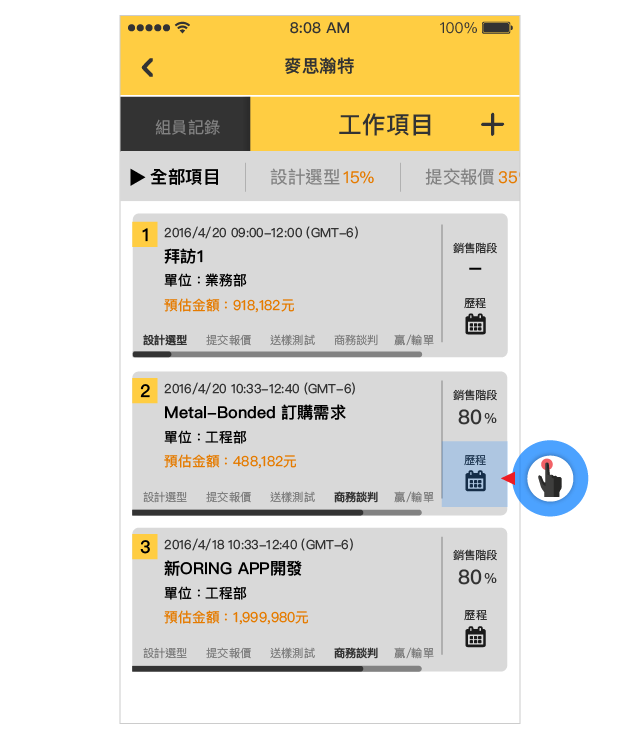 8:08 AM 100%
麥思瀚特
組員記錄 工作項目
全部項目 設計選型 15% 提交報價 35
1 2016/4/20 09:00-12:00 (GMT-6)
拜訪1
單位：業務部
預估金額：918,182元
設計選型 提交報價 送樣測試 商務談判 贏/輸單
銷售階段
–
歷程
2 2016/4/20 10:33-12:40 (GMT-6)
Metal-Bonded 訂購需求
單位：工程部
預估金額：488,182元
設計選型 提交報價 送樣測試 商務談判 贏/輸單
銷售階段
80%
歷程
3 2016/4/18 10:33-12:40 (GMT-6)
新ORING APP開發
單位：工程部
預估金額：1,999,980元
設計選型 提交報價 送樣測試 商務談判 贏/輸單
銷售階段
80%
歷程